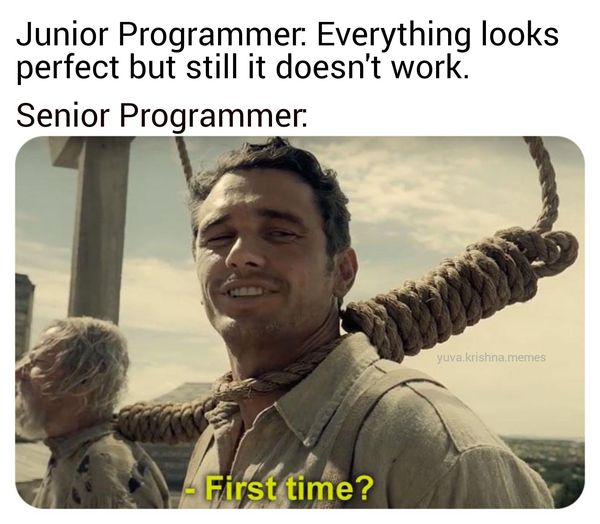 Junior Programmer: Everything looks
perfect but still it doesn't work.
Senior Programmer:
yuva.krishna.memes
- First time?